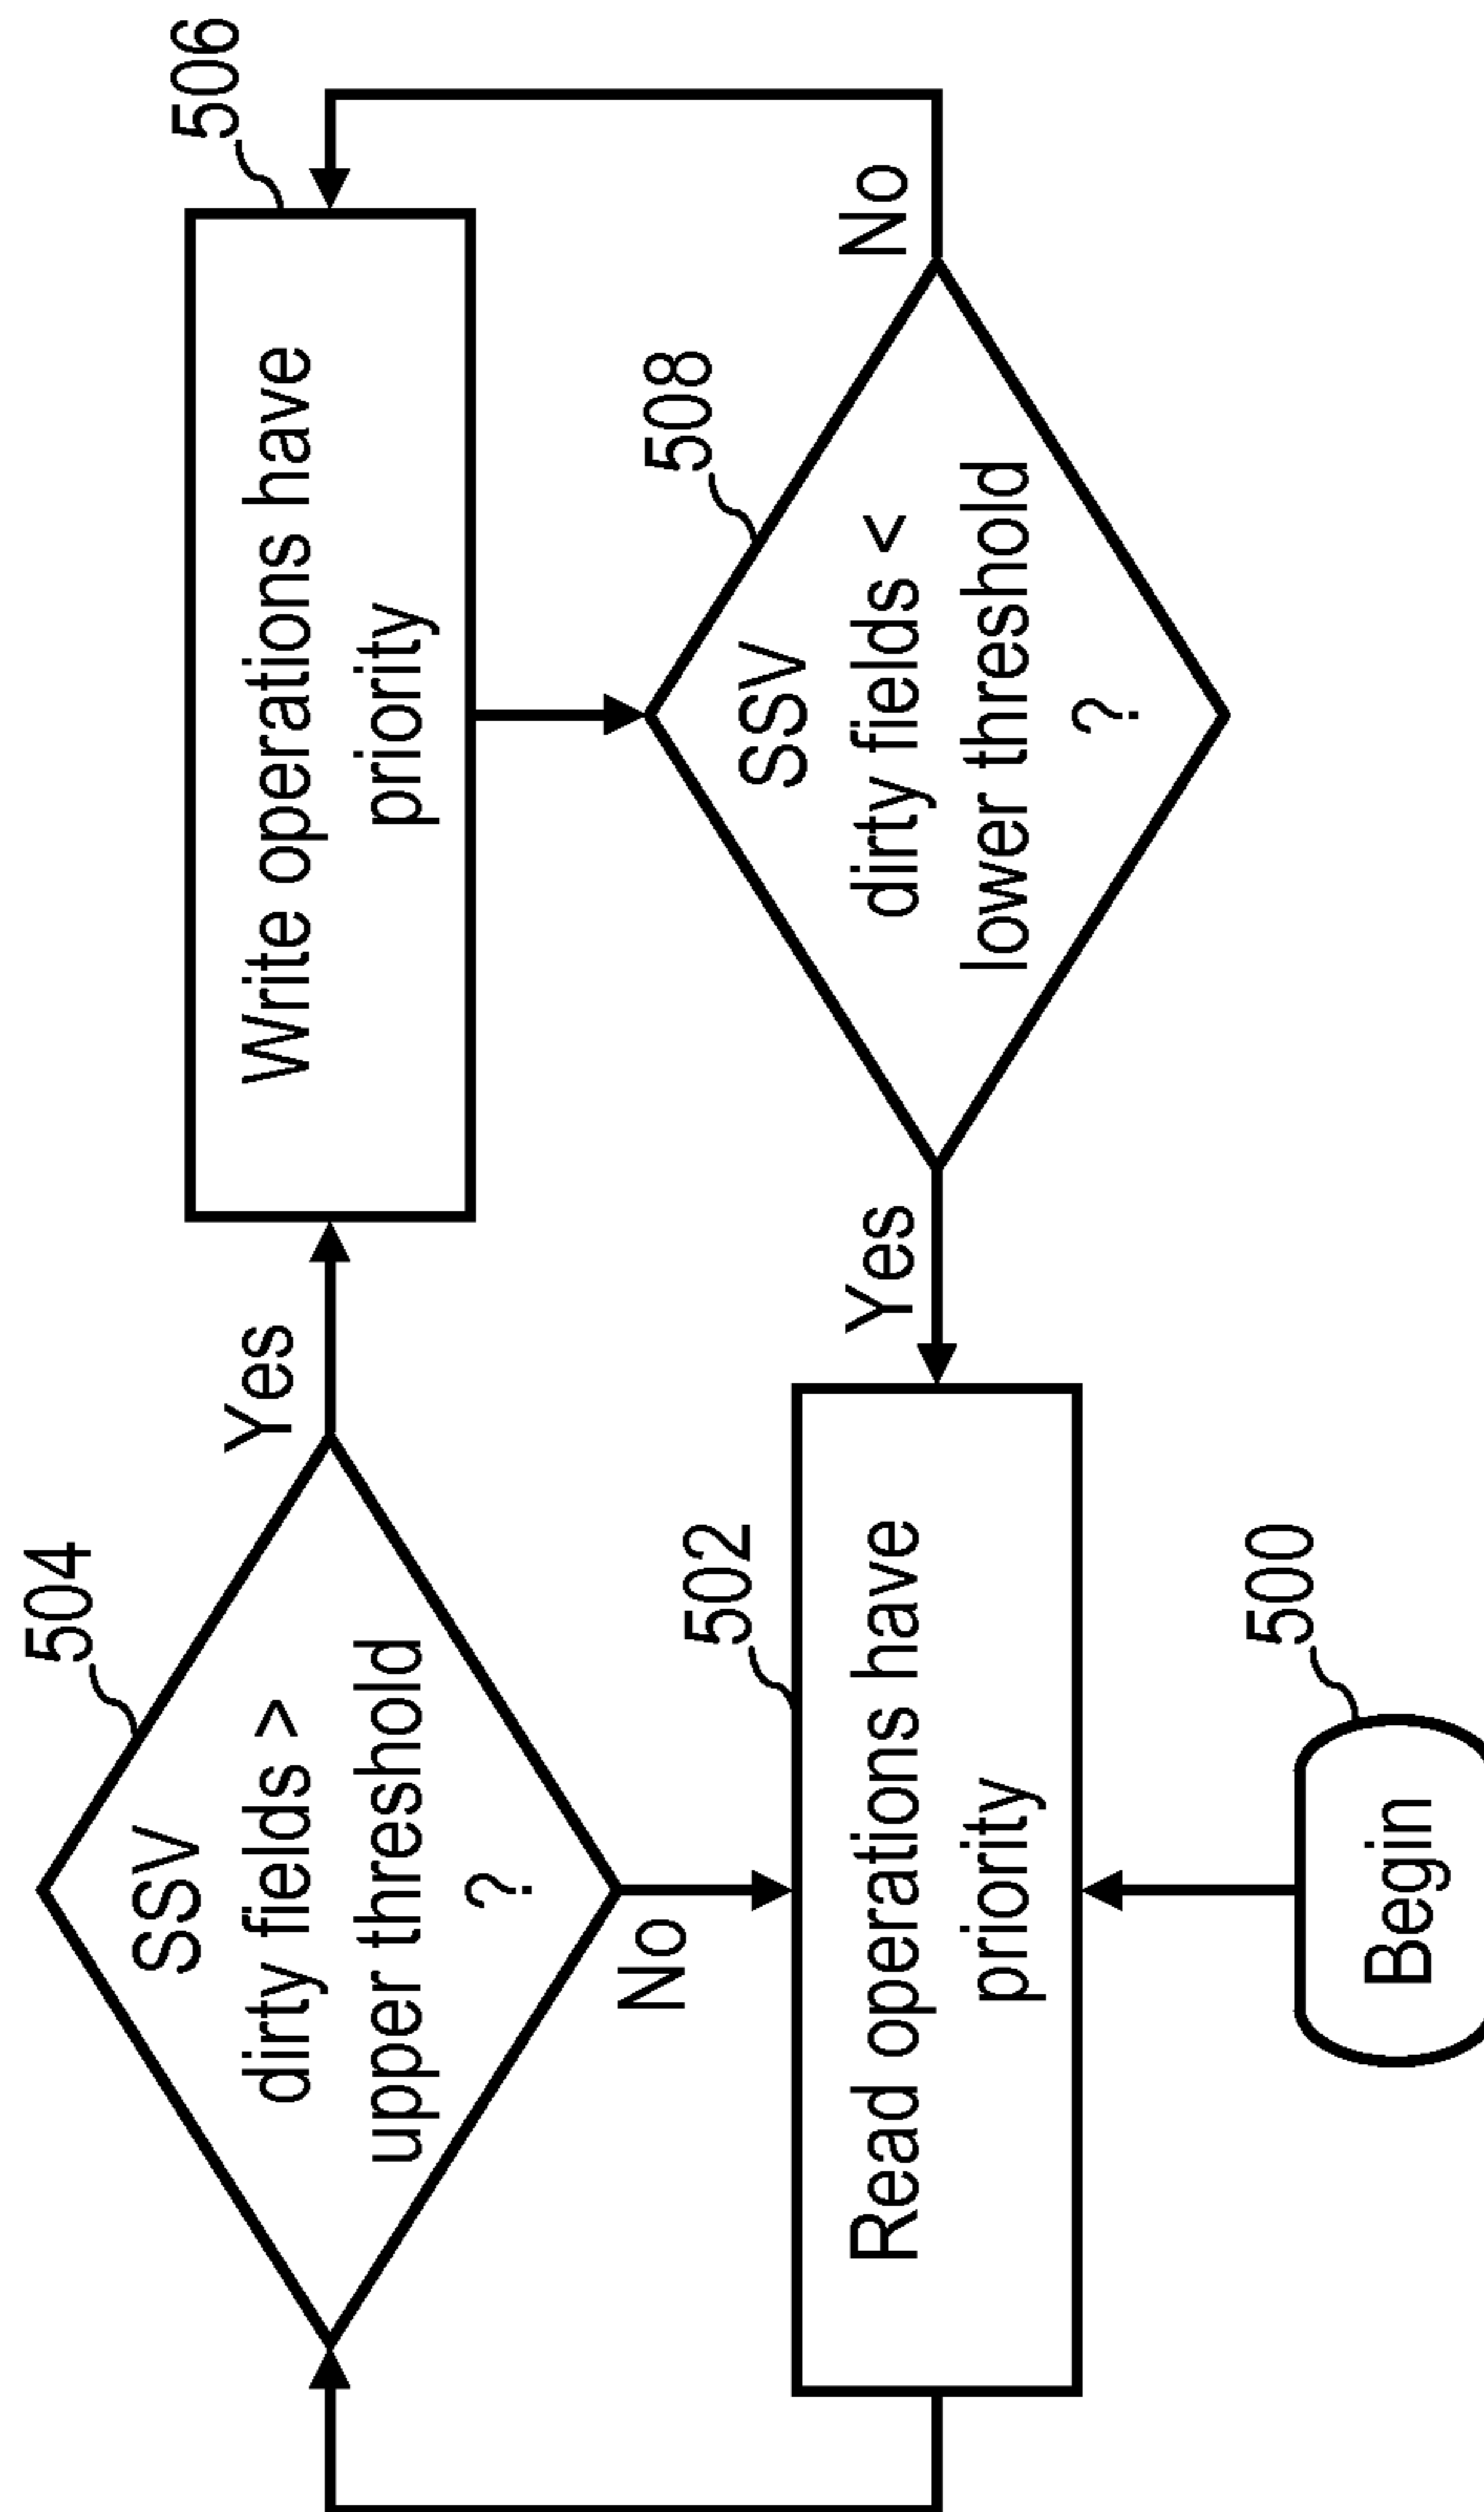 504
SSV
dirty fields >
upper threshold
?
Yes
No
506
Write operations have
priority
502
Read operations have
priority
508
SSV
dirty fields <
lower threshold
?
Yes
No
500
Begin